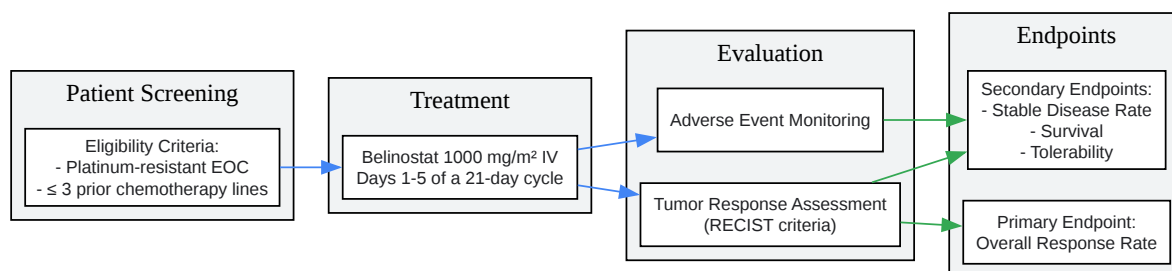 Patient Screening
Eligibility Criteria:
- Platinum-resistant EOC
- ≤ 3 prior chemotherapy lines
Treatment
Belinostat 1000 mg/m² IV
Days 1-5 of a 21-day cycle
Evaluation
Adverse Event Monitoring
Tumor Response Assessment
(RECIST criteria)
Endpoints
Secondary Endpoints:
- Stable Disease Rate
- Survival
- Tolerability
Primary Endpoint:
Overall Response Rate